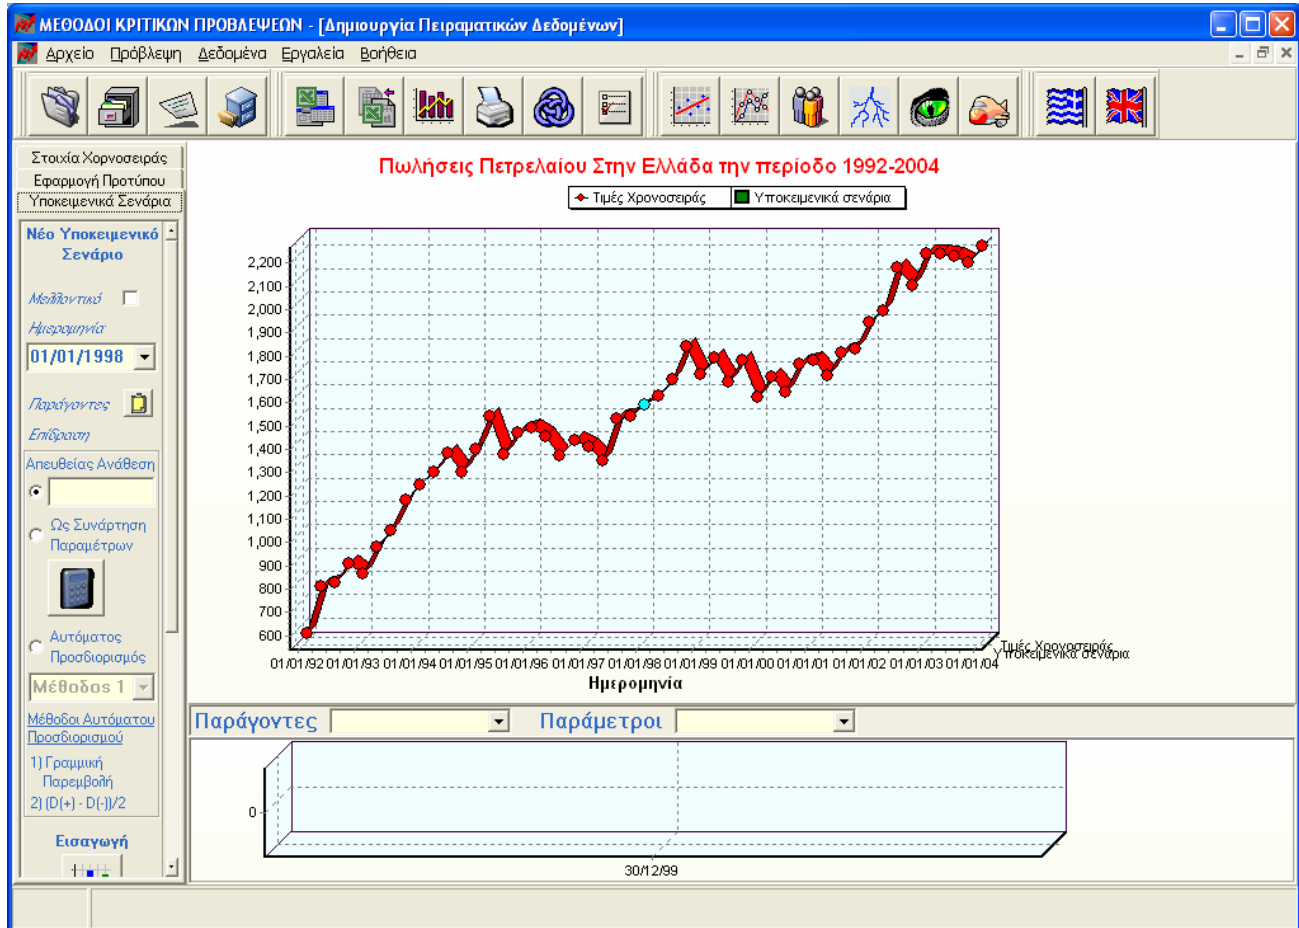 ΜΕΘΟΔΟΙ ΚΡΙΤΙΚΩΝ ΠΡΟΒΛΕΨΕΩΝ - [Δημιουργία Πειραματικών Δεδομένων]
Αρχείο Πρόβλεψη Δεδομένα Εργαλεία Βοήθεια
Στοιχία Χορνοσειράς
Εφαρμογή Προτύπου
Υποκειμενικά Σενάρια
Νέο Υποκειμενικό
Σενάριο
Μελλοντικό
Ημερομηνία
01/01/1998
Παράγοντες
Επίδραση
Απευθείας Ανάθεση
Ως Συνάρτηση
Παραμέτρων
Αυτόματος
Προσδιορισμός
Μέθοδος 1
Μέθοδοι Αυτόματου
Προσδιορισμού
1) Γραμμική
Παρεμβολή
2) (D(+) - D(-))/2
Εισαγωγή
Πωλήσεις Πετρελαίου Στην Ελλάδα την περίοδο 1992-2004
Τιμές Χρονοσειράς Υποκειμενικά σενάρια
2,200
2,100
2,000
1,900
1,800
1,700
1,600
1,500
1,400
1,300
1,200
1,100
1,000
900
800
700
600
01/01/92 01/01/93 01/01/94 01/01/95 01/01/96 01/01/97 01/01/98 01/01/99 01/01/00 01/01/01 01/01/02 01/01/03 01/01/04
Τιμές Χρονοσειράς
Υποκειμενικά σενάρια
Ημερομηνία
Παράγοντες Παράμετροι
0
30/12/99